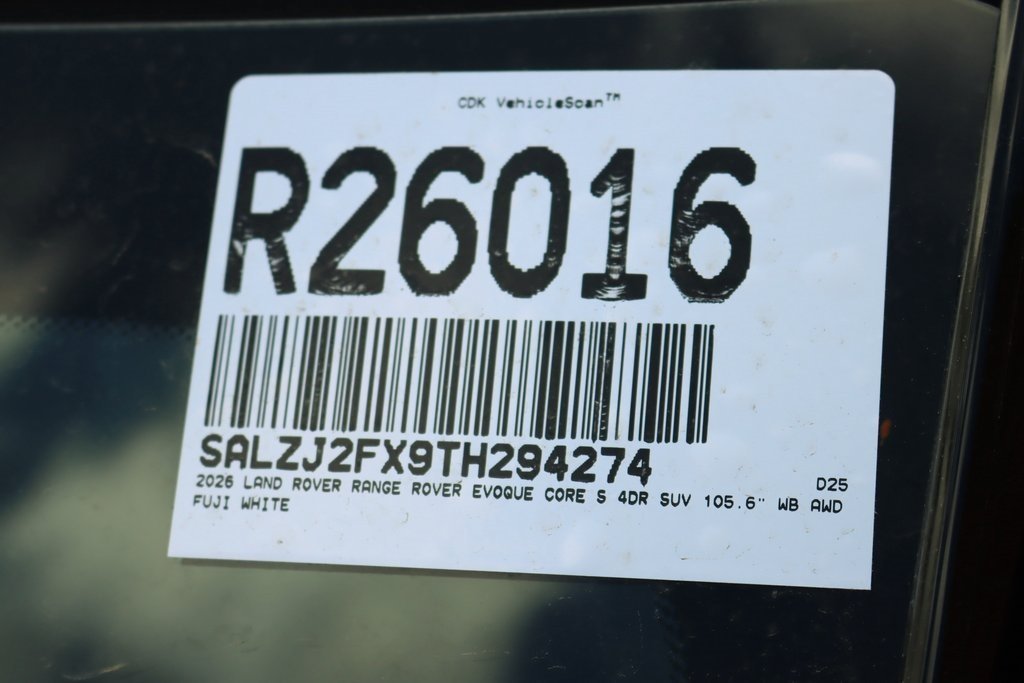 CDK VehicleScan™
R26016
SALZJ2FX9TH294274
D25
2026 LAND ROVER RANGE ROVER EVOQUE CORE S 4DR SUV 105.6" WB AWD
FUJI WHITE